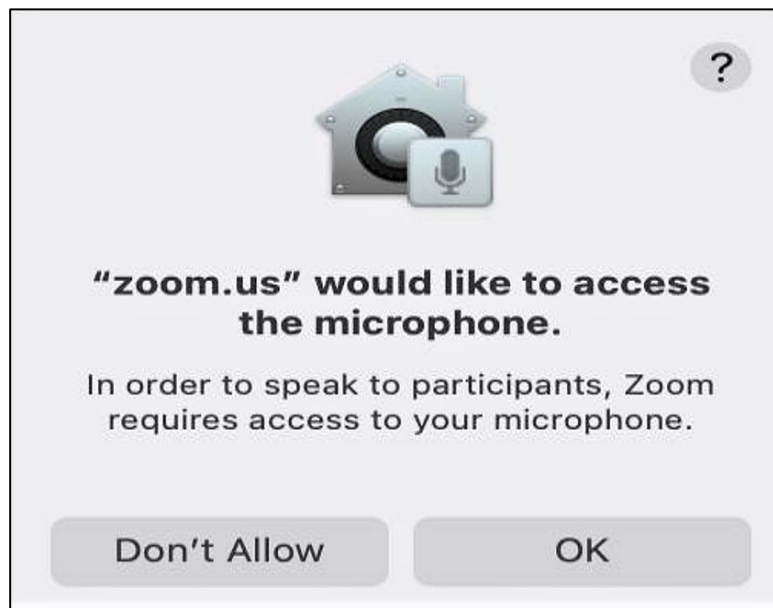 ?
“zoom.us” would like to access
the microphone.
In order to speak to participants, Zoom
requires access to your microphone.
Don’t Allow
OK